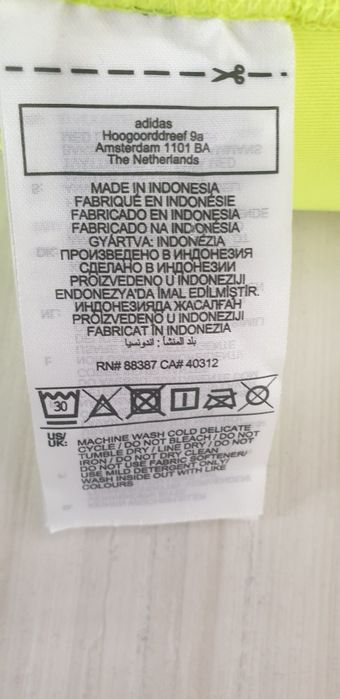 adidas
Hoogoorddreef 9a
Amsterdam 1101 BA
The Netherlands
MADE IN INDONESIA
FABRIQUÉ EN INDONÉSIE
FABRICADO EN INDONESIA
FABRICADO NA INDONÉSIA
GYÁRTVA: INDONÉZIA
ПРОИЗВЕДЕНО В ИНДОНЕЗИЯ
СДЕЛАНО В ИНДОНЕЗИИ
PROIZVEDENO U INDONEZIJI
ENDONEZYA'DA İMAL EDİLMİŞTİR.
ИНДОНЕЗИЯДА ЖАСАЛҒАН
PROIZVEDENO U INDONEZIJI
FABRICAT ÎN INDONEZIA
بلد المنشأ : اندونسيا
RN# 88387 CA# 40312
30
US/
UK:
MACHINE WASH COLD DELICATE
CYCLE / DO NOT BLEACH / DO NOT
TUMBLE DRY / LINE DRY / DO NOT
IRON / DO NOT DRY CLEAN
DO NOT USE FABRIC SOFTENER/
USE MILD DETERGENT ONLY/
WASH INSIDE OUT WITH LIKE
COLOURS